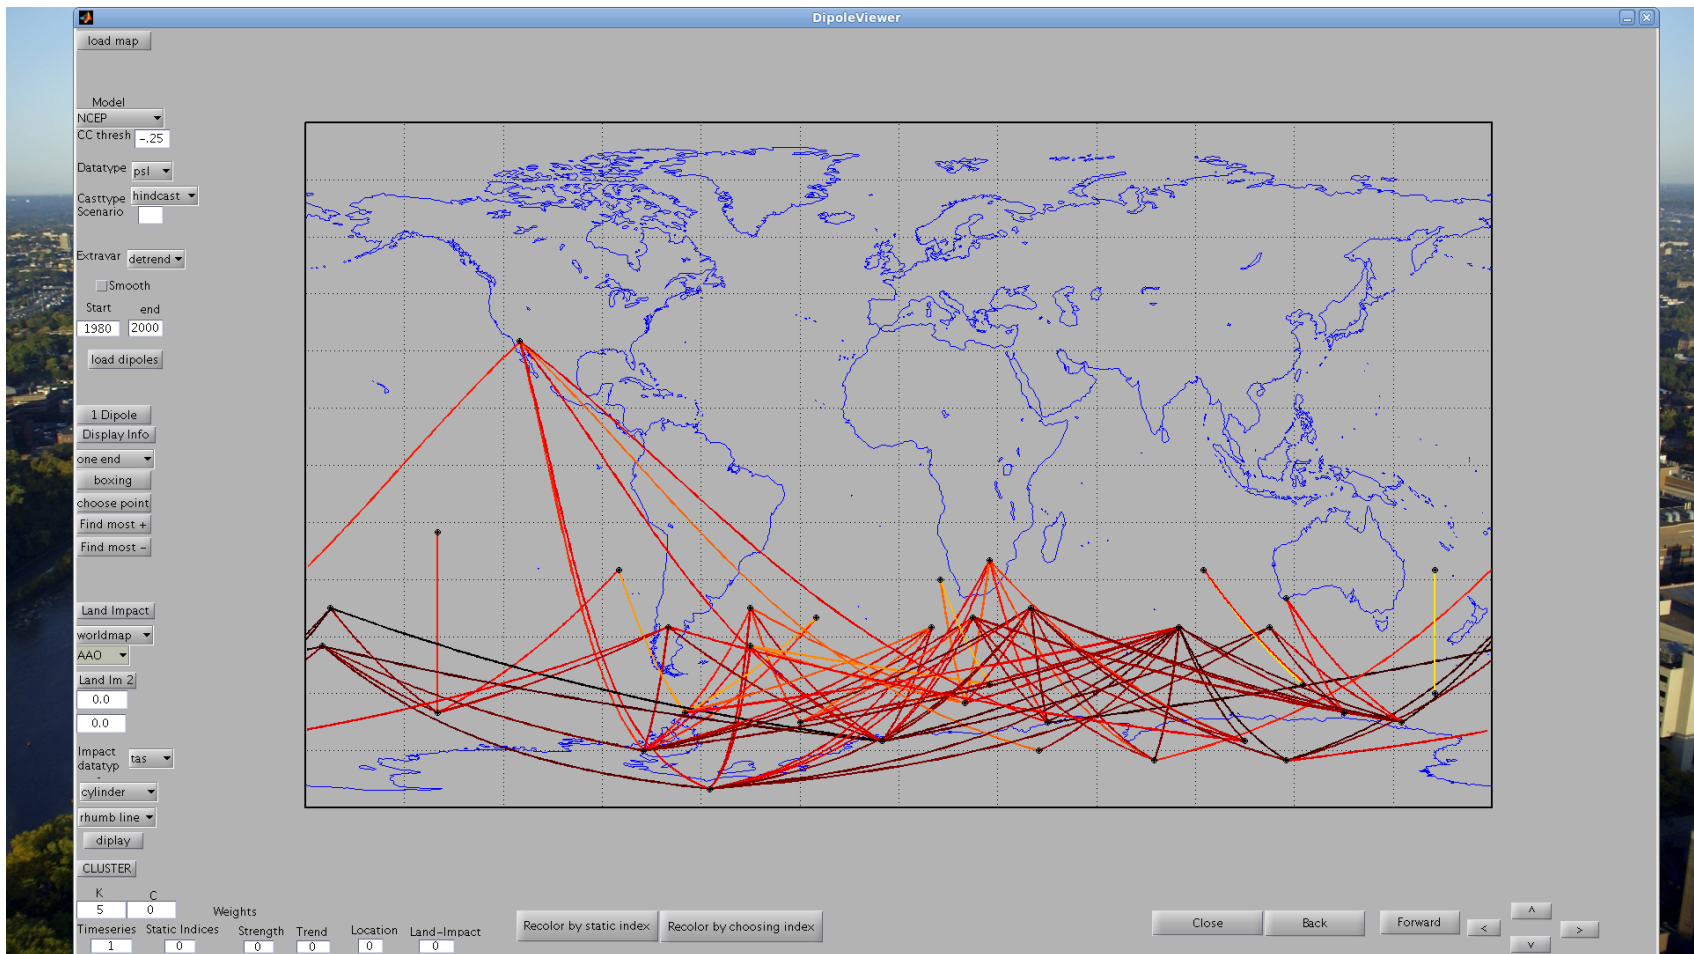 DipoleViewer
load map
Model
NCEP
CC thresh -.25
Datatype psl
Casttype hindcast
Scenario
Extravar detrend
Smooth
Start end
1980 2000
load dipoles
1 Dipole
Display Info
one end
boxing
choose point
Find most +
Find most -
Land Impact
worldmap
AAO
Land Im 2
0.0
0.0
Impact
datatyp tas
-
cylinder
rhumb line
diplay
CLUSTER
K C
5 0 Weights
Timeseries Static Indices Strength Trend Location Land-Impact
1 0 0 0 0 0
Recolor by static index Recolor by choosing index
Close Back Forward < ^ v >